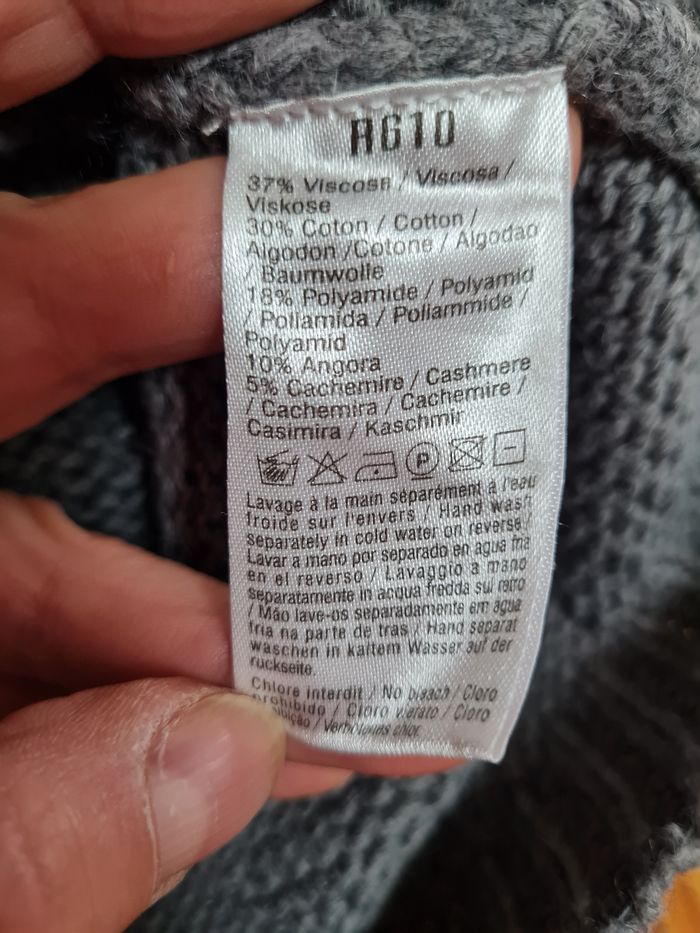 RG10
37% Viscose / Viscosa /
Viskose
30% Coton / Cotton /
Algodon /Cotone / Algodao
/ Baumwolle
18% Polyamide / Polyamid
/ Poliamida / Poliammide /
Polyamid
10% Angora
5% Cachemire / Cashmere
/ Cachemira / Cachemire /
Casimira / Kaschmir
P
Lavage à la main séparément à l'eau
froide sur l'envers / Hand wash
separately in cold water on reverse /
Lavar a mano por separado en agua fria
en el reverso / Lavaggio a mano
separatamente in acqua fredda sul retro
/ Mão lave-os separadamente em agua
fria na parte de tras / Hand separat
waschen in kaltem Wasser auf der
ruckseite.
Chlore interdit / No bleach / Cloro
prohibido / Cloro vietato / Cloro
/ Verbotenes chlor.